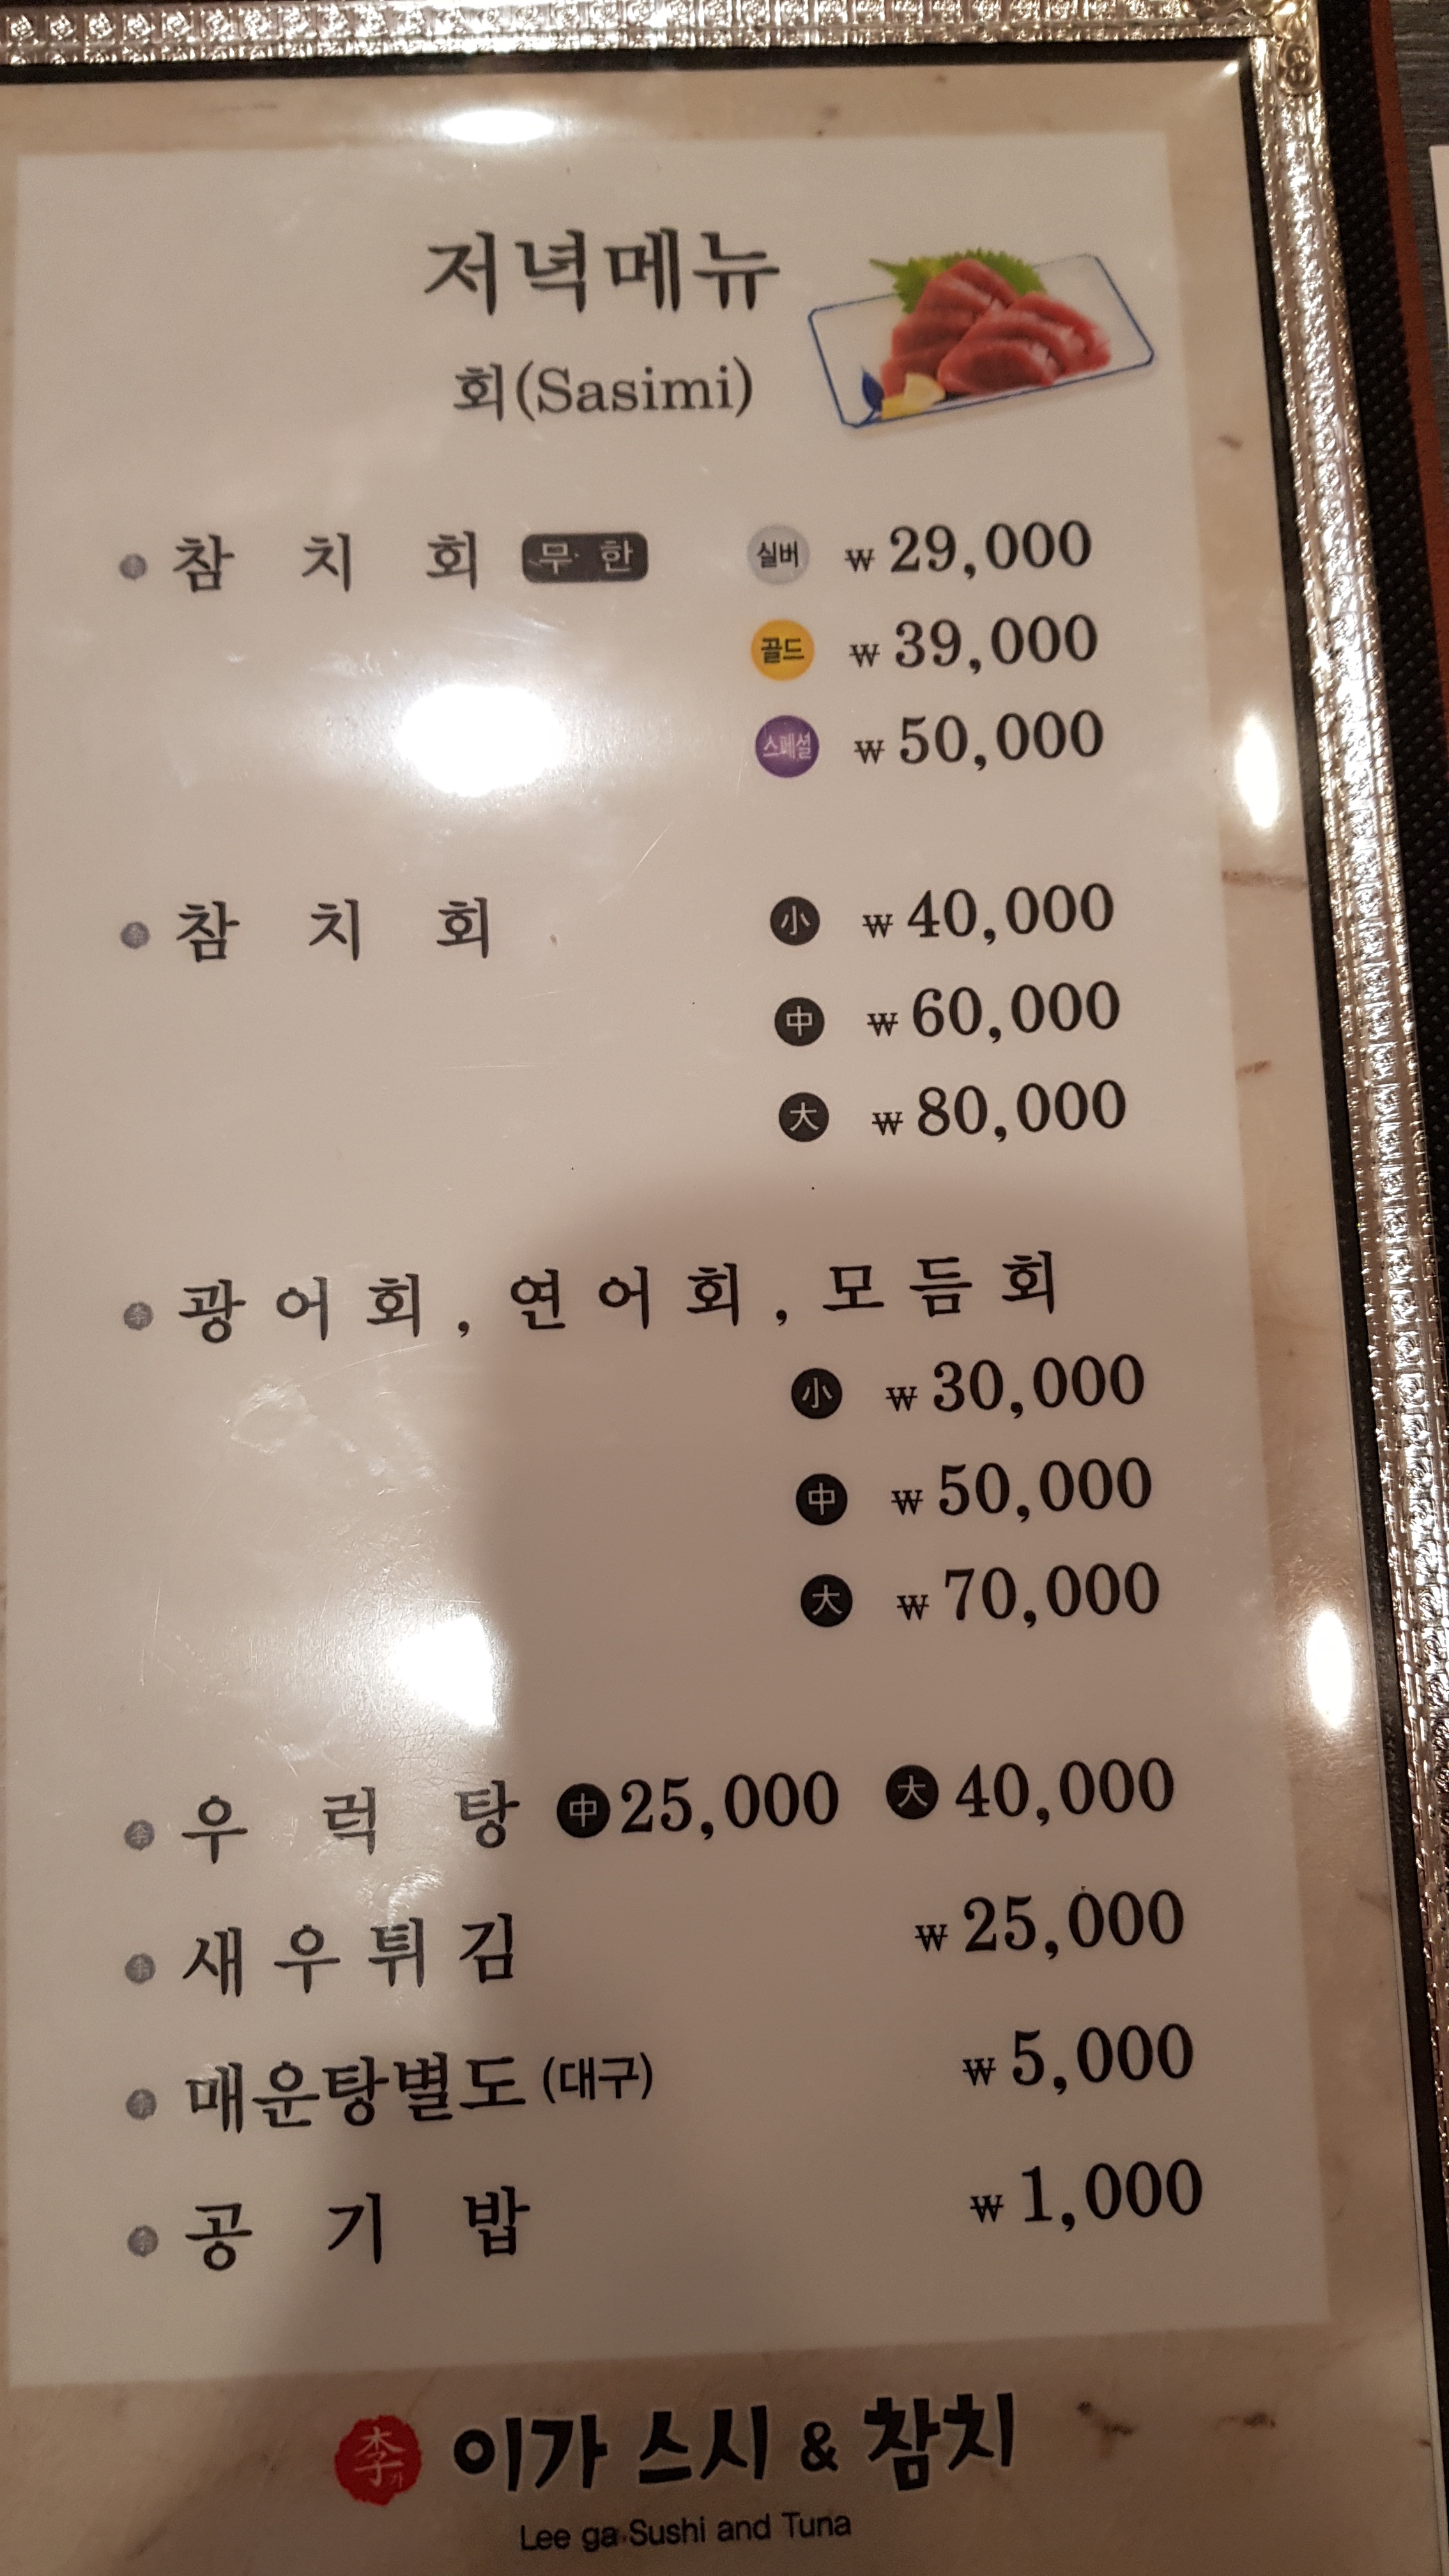 저녁메뉴
회(Sasimi)
참치회 무한 실버 ₩29,000
골드 ₩39,000
스페셜 ₩50,000
참치회 小 ₩40,000
中 ₩60,000
大 ₩80,000
광어회, 연어회, 모듬회
小 ₩30,000
中 ₩50,000
大 ₩70,000
우럭탕 中 25,000 大 40,000
새우튀김 ₩25,000
매운탕별도 (대구) ₩5,000
공기밥 ₩1,000
李가 이가 스시 & 참치
Lee ga Sushi and Tuna